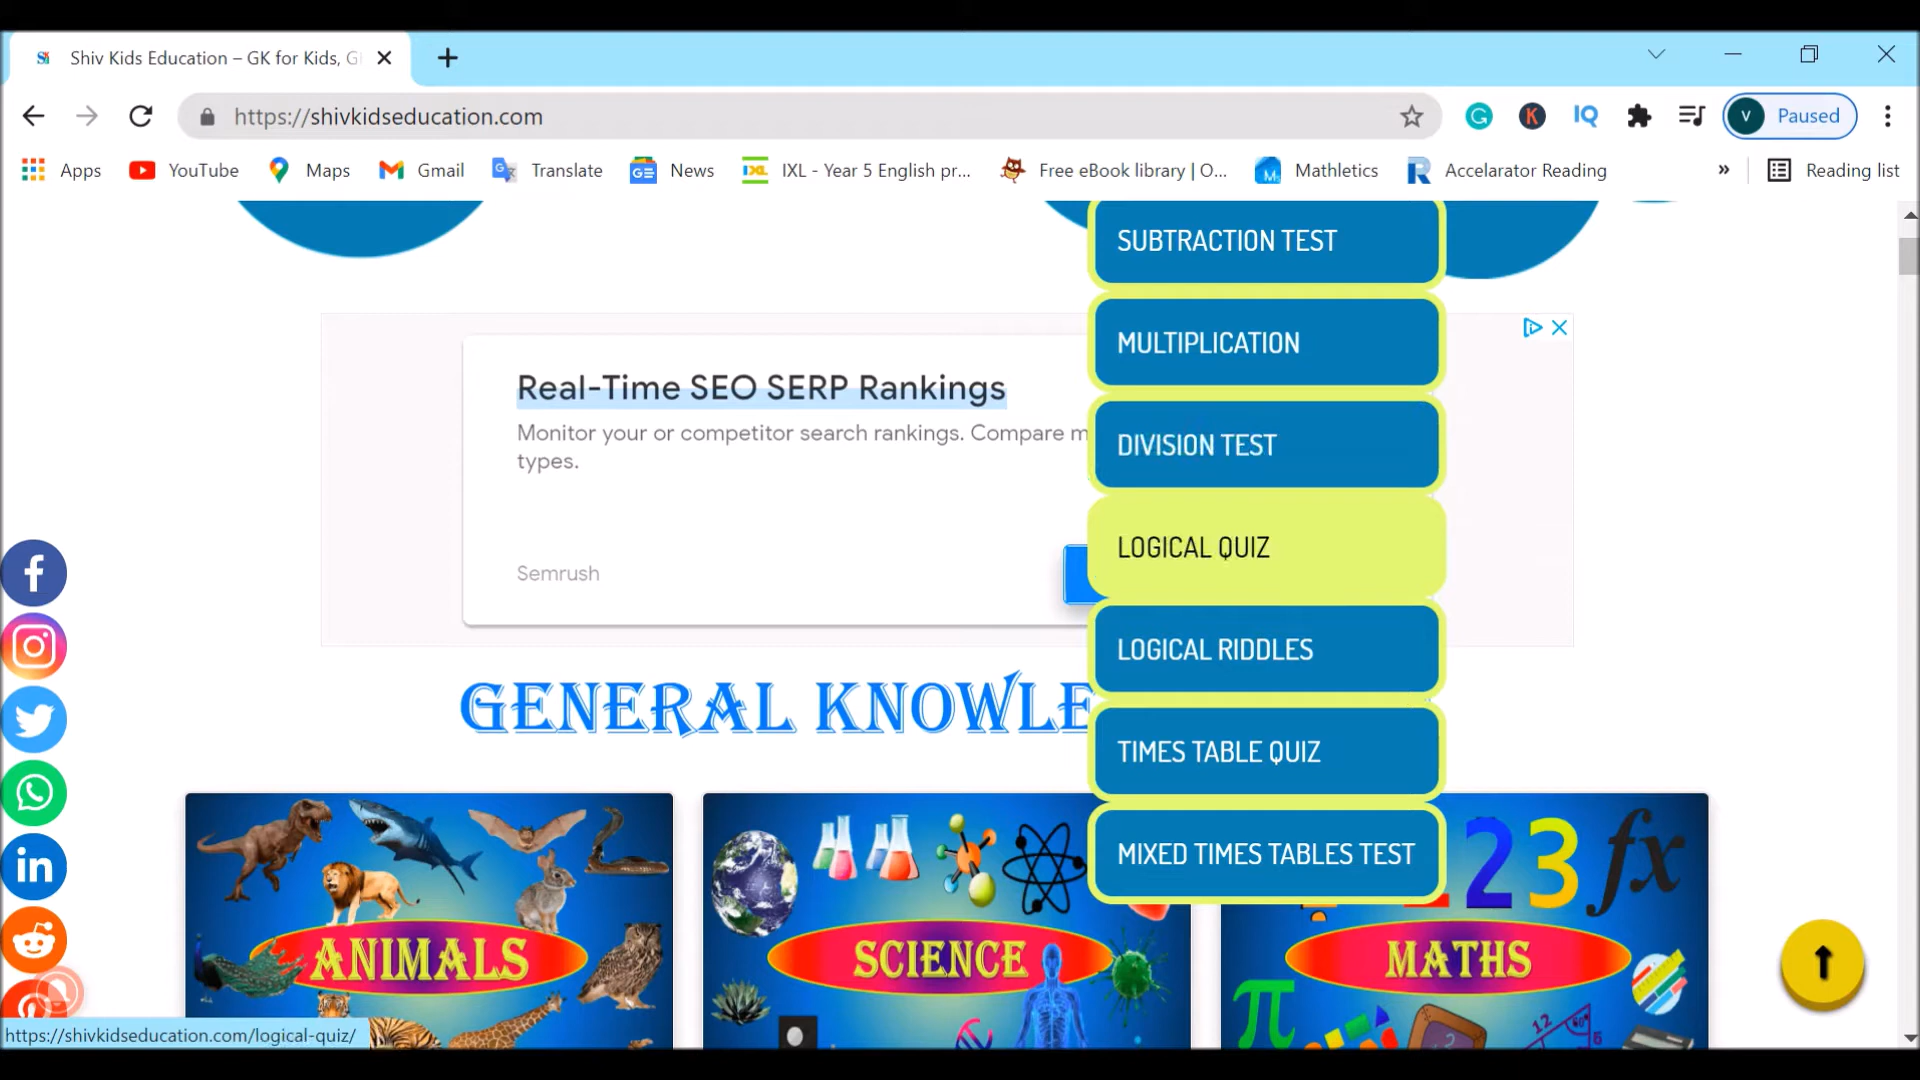 Shiv Kids Education – GK for Kids, G
https://shivkidseducation.com
IQ
V
Paused
Apps
YouTube
Maps
Gmail
Translate
News
IXL - Year 5 English pr...
Free eBook library | O...
Mathletics
Accelarator Reading
»
Reading list
SUBTRACTION TEST
MULTIPLICATION
DIVISION TEST
LOGICAL QUIZ
LOGICAL RIDDLES
TIMES TABLE QUIZ
MIXED TIMES TABLES TEST
Real-Time SEO SERP Rankings
Monitor your or competitor search rankings. Compare m
types.
Semrush
GENERAL KNOWLE
ANIMALS
SCIENCE
MATHS
23
fx
π
https://shivkidseducation.com/logical-quiz/